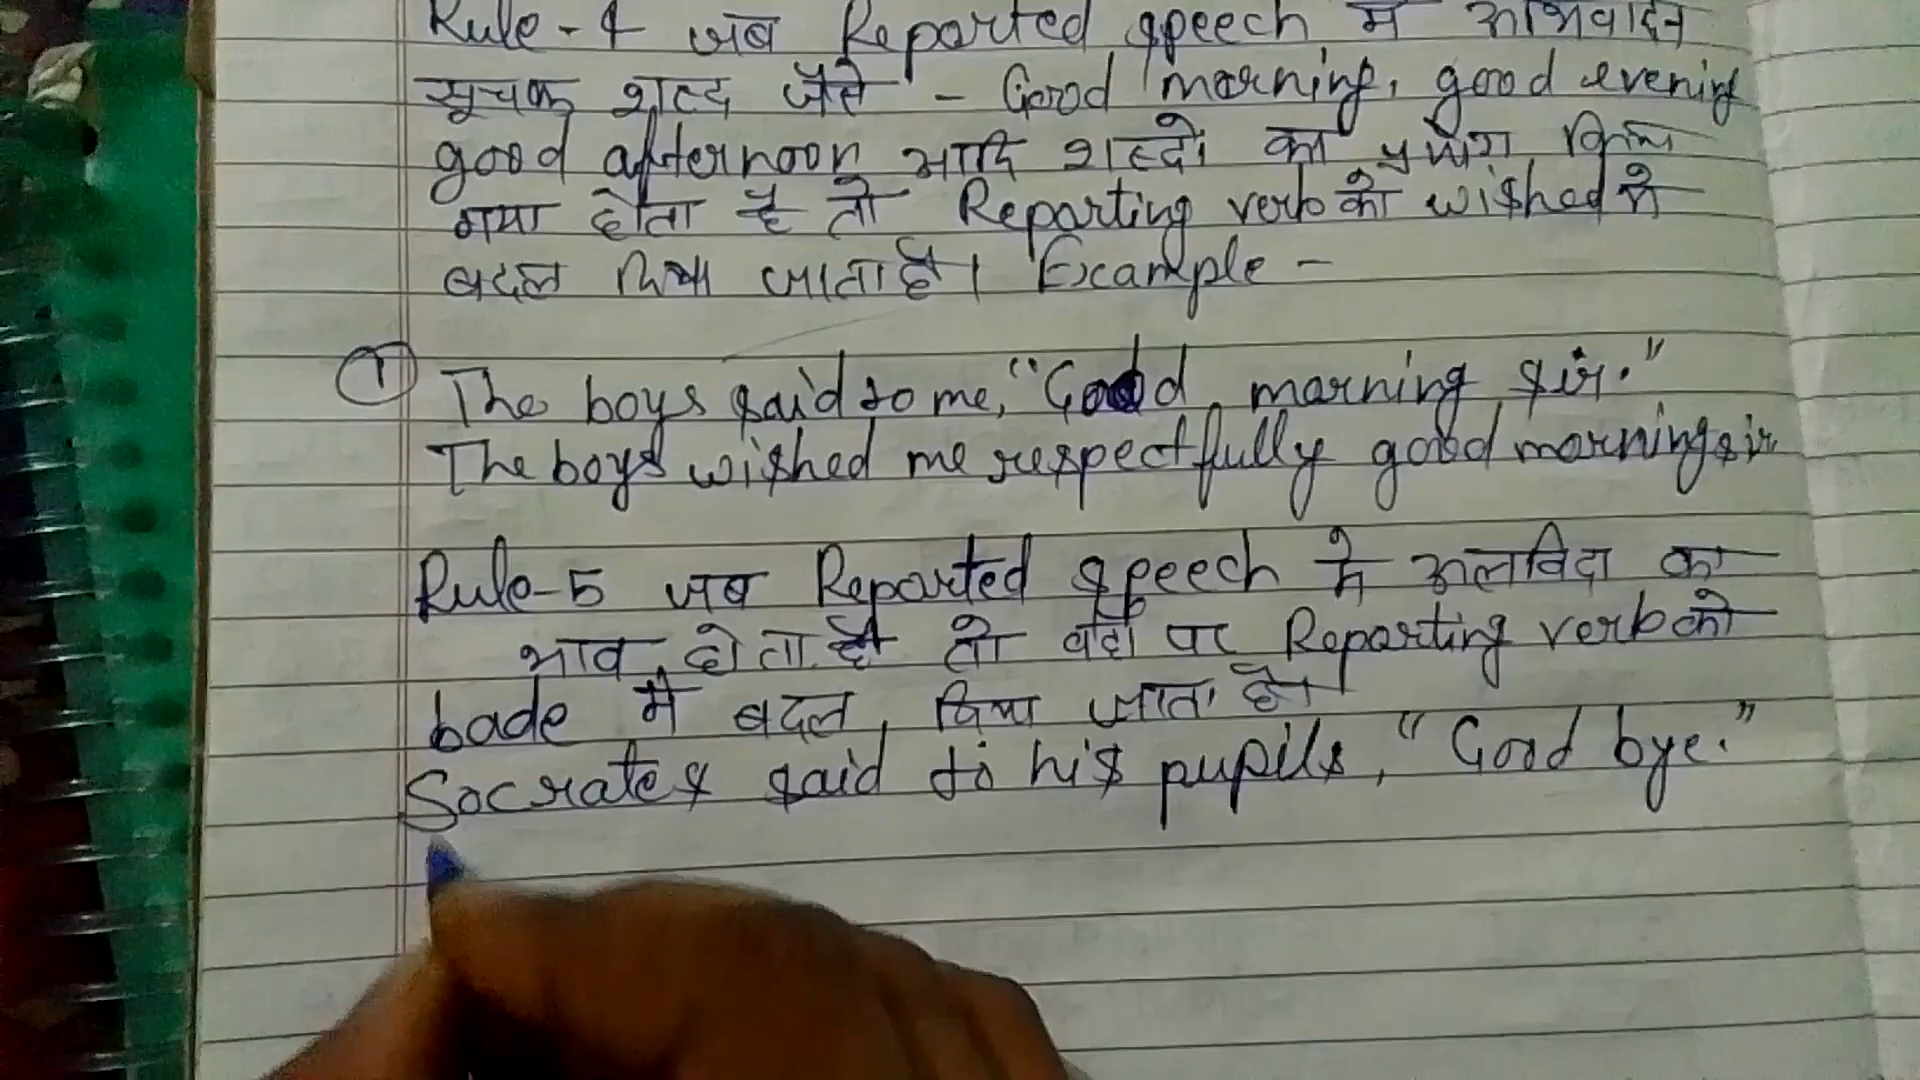 Rule-4 जब Reported speech में अभिवादन
सूचक शब्द जैसे - Good morning, good evening
good afternoon आदि शब्दो का प्रयोग किया
गया होता है तो Reporting verb को wished मे
बदल दिया जाता है। Example -
① The boys said to me, "Good morning sir."
The boys wished me respectfully good morning sir
Rule-5 जब Reported speech मे अलविदा का
भाव होता है तो वहाँ पर Reporting verb को
bade मे बदल दिया जाता है।
Socrates said to his pupils, "Good bye."